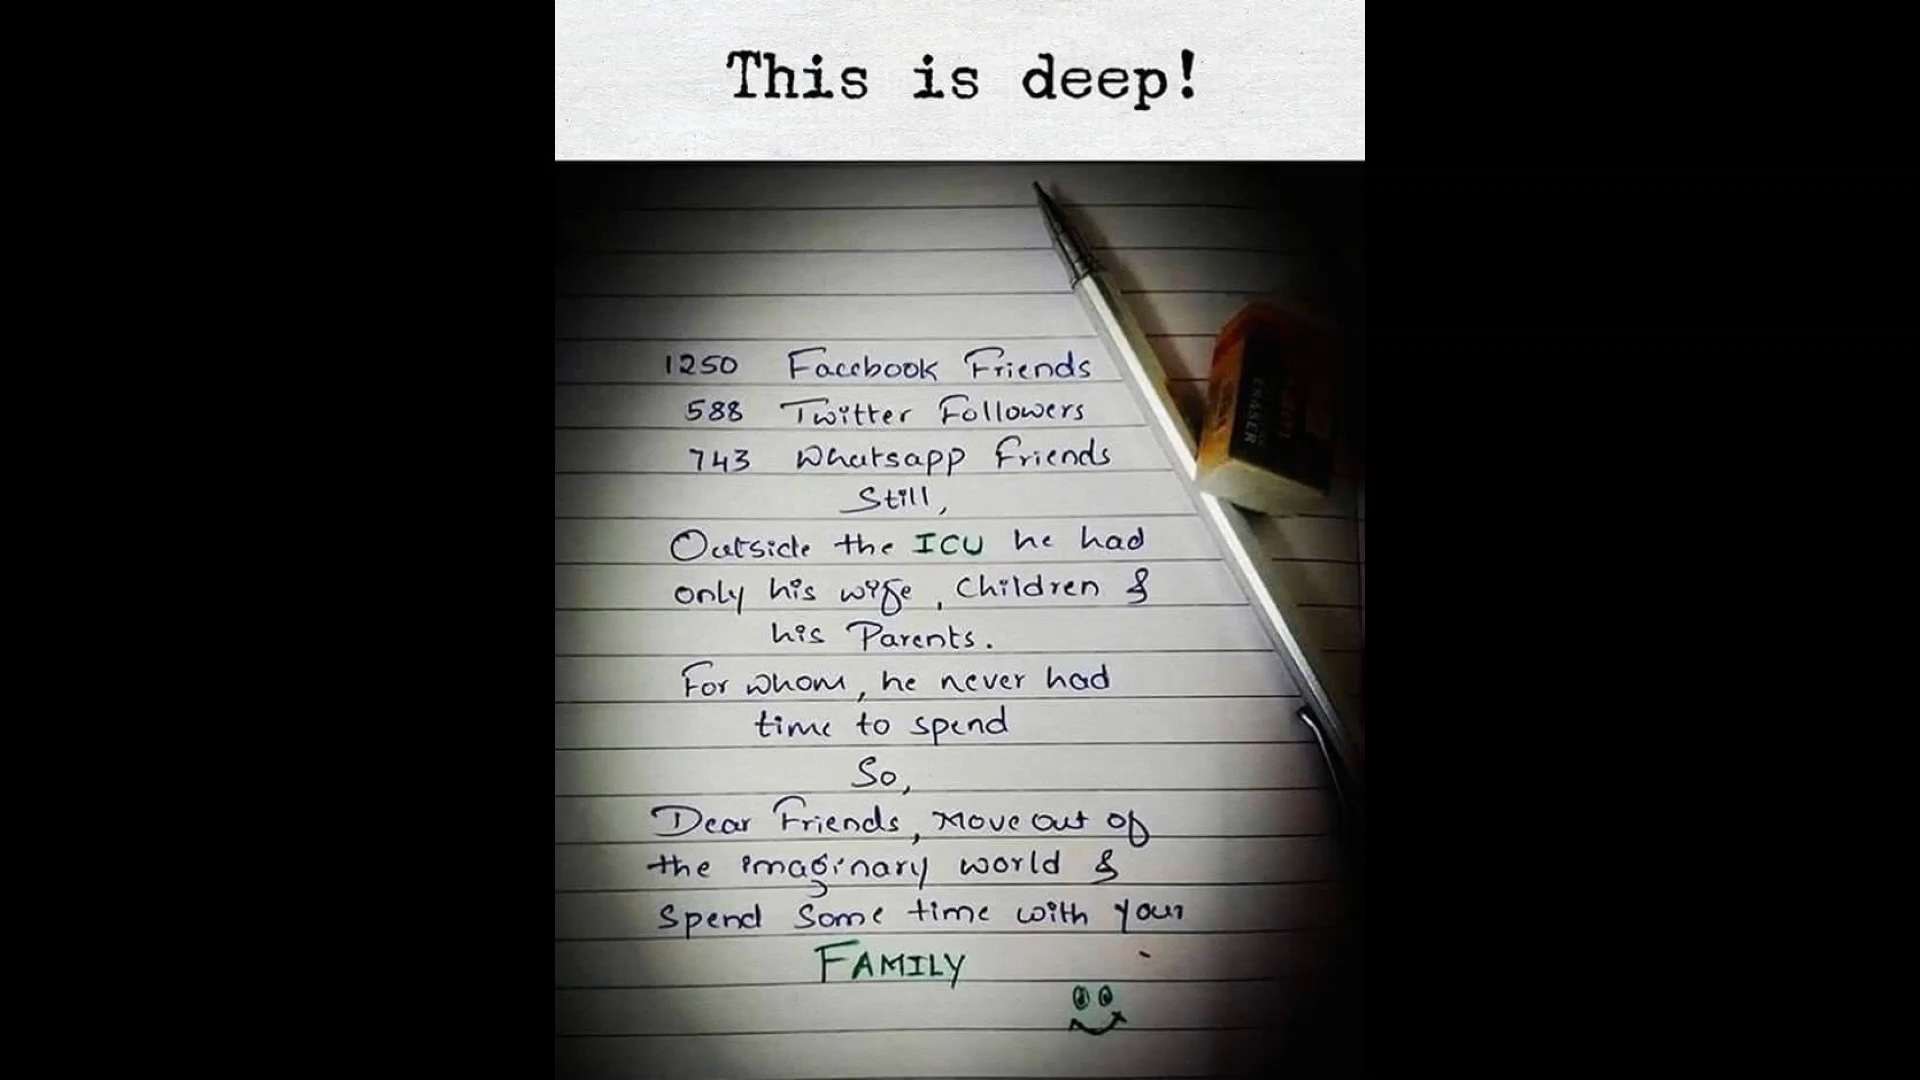 This is deep!
1250 Facebook Friends
588 Twitter Followers
743 Whatsapp Friends
Still,
Outside the ICU he had
only his wife, Children &
his Parents.
For whom, he never had
time to spend
So,
Dear Friends, Move out of
the imaginary world &
Spend Some time with your
FAMILY
ERASER